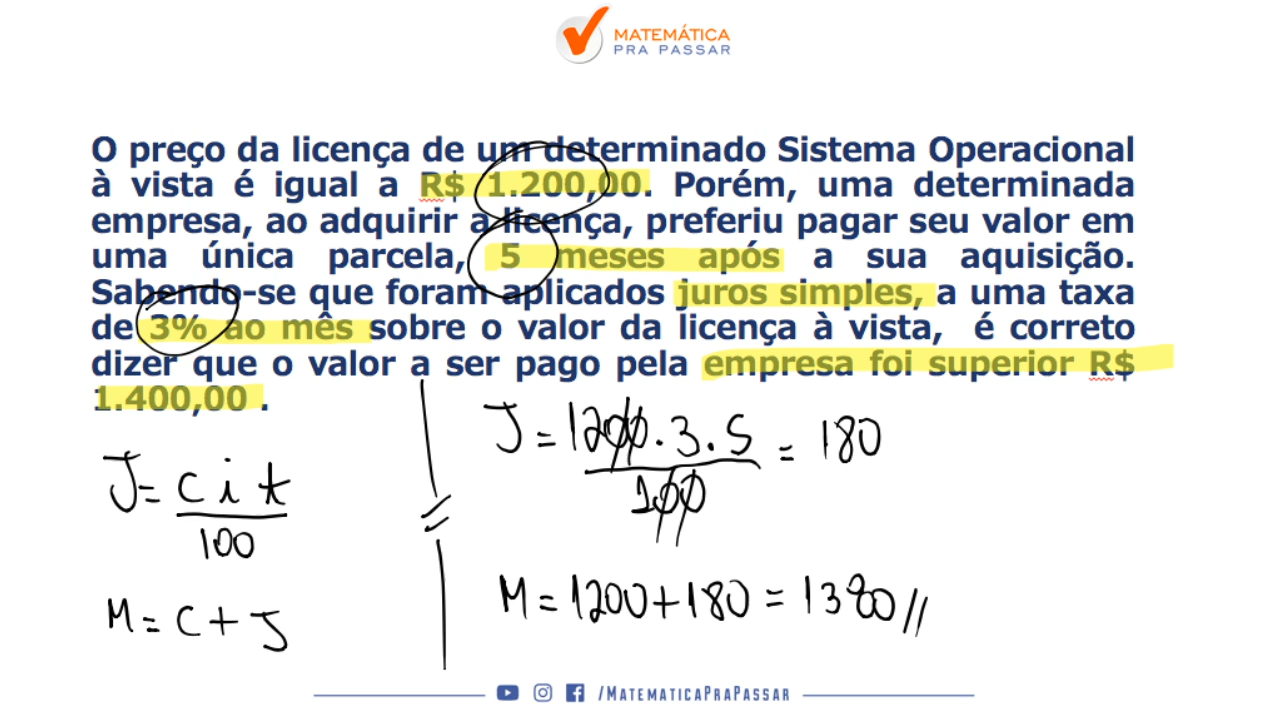 MATEMÁTICA
PRA PASSAR
O preço da licença de um determinado Sistema Operacional
à vista é igual a R$ 1.200,00. Porém, uma determinada
empresa, ao adquirir a licença, preferiu pagar seu valor em
uma única parcela, 5 meses após a sua aquisição.
Sabendo-se que foram aplicados juros simples, a uma taxa
de 3% ao mês sobre o valor da licença à vista, é correto
dizer que o valor a ser pago pela empresa foi superior R$
1.400,00 .
J = c i t
100
M = C + J
J = 1200 . 3 . 5 = 180
100
M = 1200 + 180 = 1380 //
/MATEMATICAPRAPASSAR